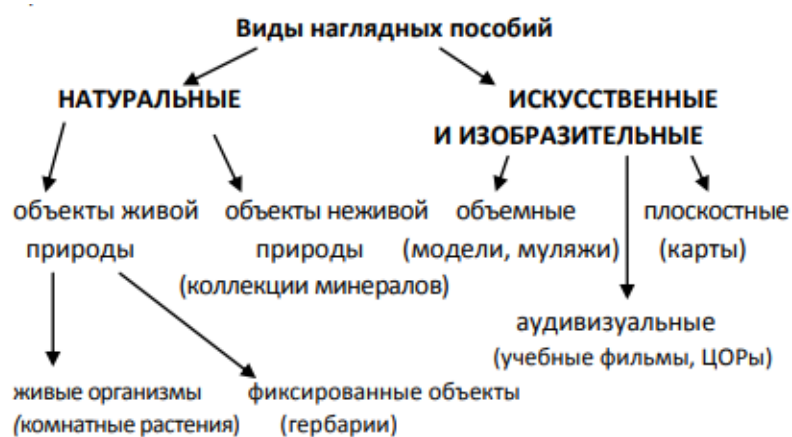 Виды наглядных пособий
НАТУРАЛЬНЫЕ
ИСКУССТВЕННЫЕ
И ИЗОБРАЗИТЕЛЬНЫЕ
объекты живой
природы
объекты неживой
природы
(коллекции минералов)
объемные
(модели, муляжи)
плоскостные
(карты)
аудивизуальные
(учебные фильмы, ЦОРы)
живые организмы
(комнатные растения)
фиксированные объекты
(гербарии)